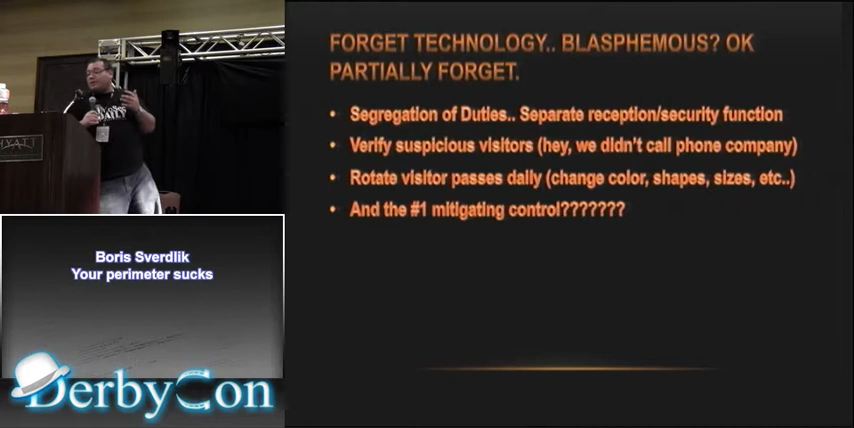 FORGET TECHNOLOGY.. BLASPHEMOUS? OK
PARTIALLY FORGET.
• Segregation of Duties.. Separate reception/security function
• Verify suspicious visitors (hey, we didn't call phone company)
• Rotate visitor passes daily (change color, shapes, sizes, etc..)
• And the #1 mitigating control???????
HYATT
DAILY
Boris Sverdlik
Your perimeter sucks
DerbyCon